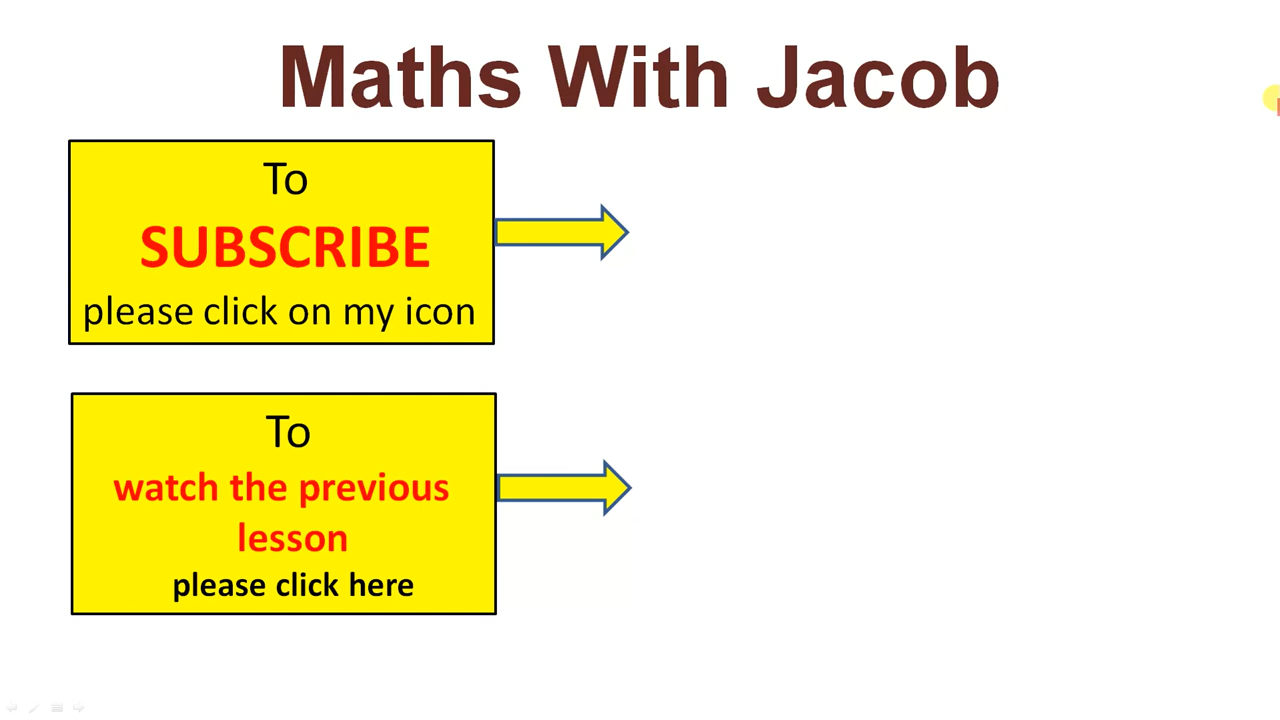 Maths With Jacob
To
SUBSCRIBE
please click on my icon
To
watch the previous
lesson
please click here